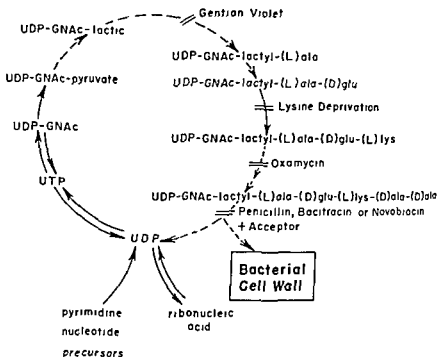 Gentian Violet
UDP-GNAc-lactic
UDP-GNAc-lactyl-(L)ala
UDP-GNAc-pyruvate
UDP-GNAc-lactyl-(L)ala-(D)glu
Lysine Deprivation
UDP-GNAc
UDP-GNAc-lactyl-(L)ala-(D)glu-(L)lys
Oxamycin
UTP
UDP-GNAc-lactyl-(L)ala-(D)glu-(L)lys-(D)ala-(D)ala
Penicillin, Bacitracin or Novobiocin
+ Acceptor
UDP
Bacterial
Cell Wall
pyrimidine
nucleotide
precursors
ribonucleic
acid